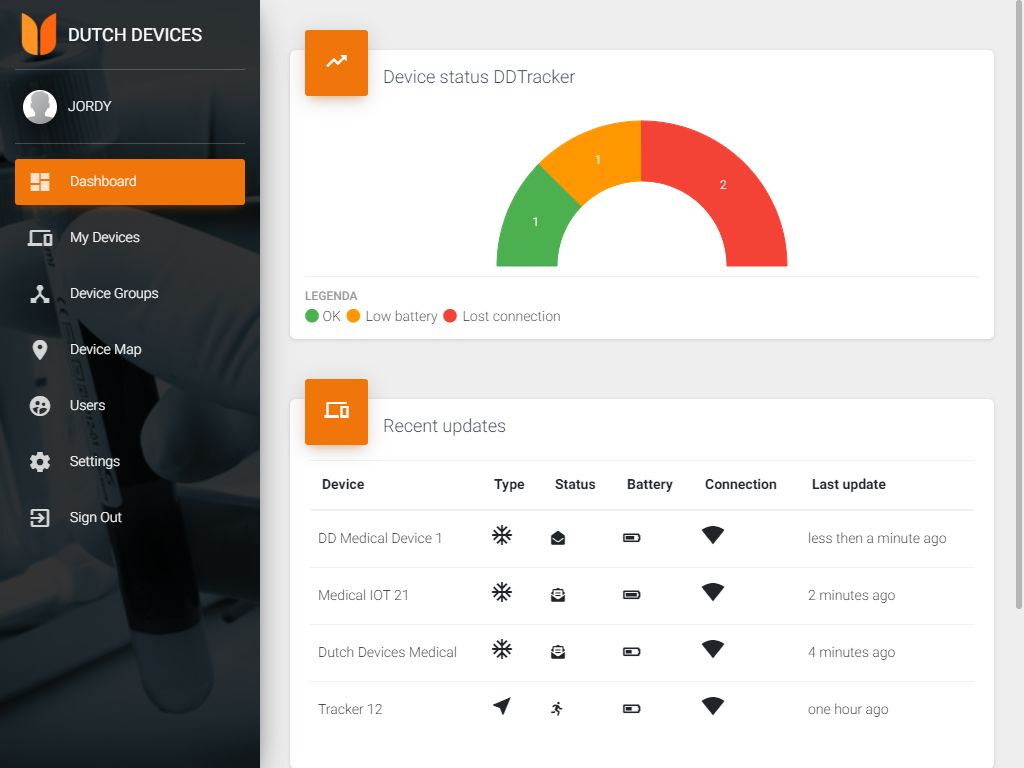 DUTCH DEVICES
JORDY
Dashboard
My Devices
Device Groups
Device Map
Users
Settings
Sign Out
Device status DDTracker
1
1
2
LEGENDA
OK Low battery Lost connection
Recent updates
Device Type Status Battery Connection Last update
DD Medical Device 1 less then a minute ago
Medical IOT 21 2 minutes ago
Dutch Devices Medical 4 minutes ago
Tracker 12 one hour ago